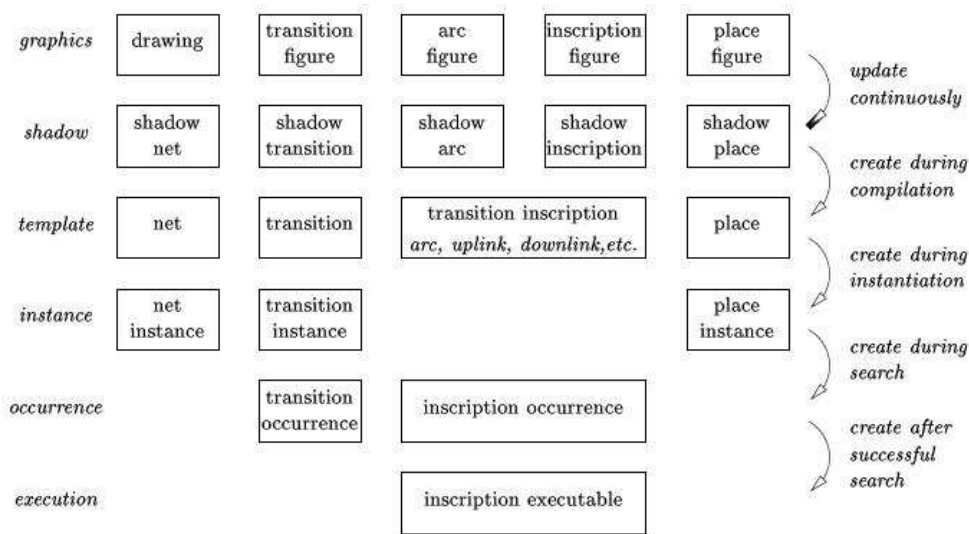 graphics
drawing
transition
figure
arc
figure
inscription
figure
place
figure
update
continuously
shadow
shadow
net
shadow
transition
shadow
arc
shadow
inscription
shadow
place
create during
compilation
template
net
transition
transition inscription
arc, uplink, downlink,etc.
place
create during
instantiation
instance
net
instance
transition
instance
place
instance
create during
search
occurrence
transition
occurrence
inscription occurrence
create after
successful
search
execution
inscription executable